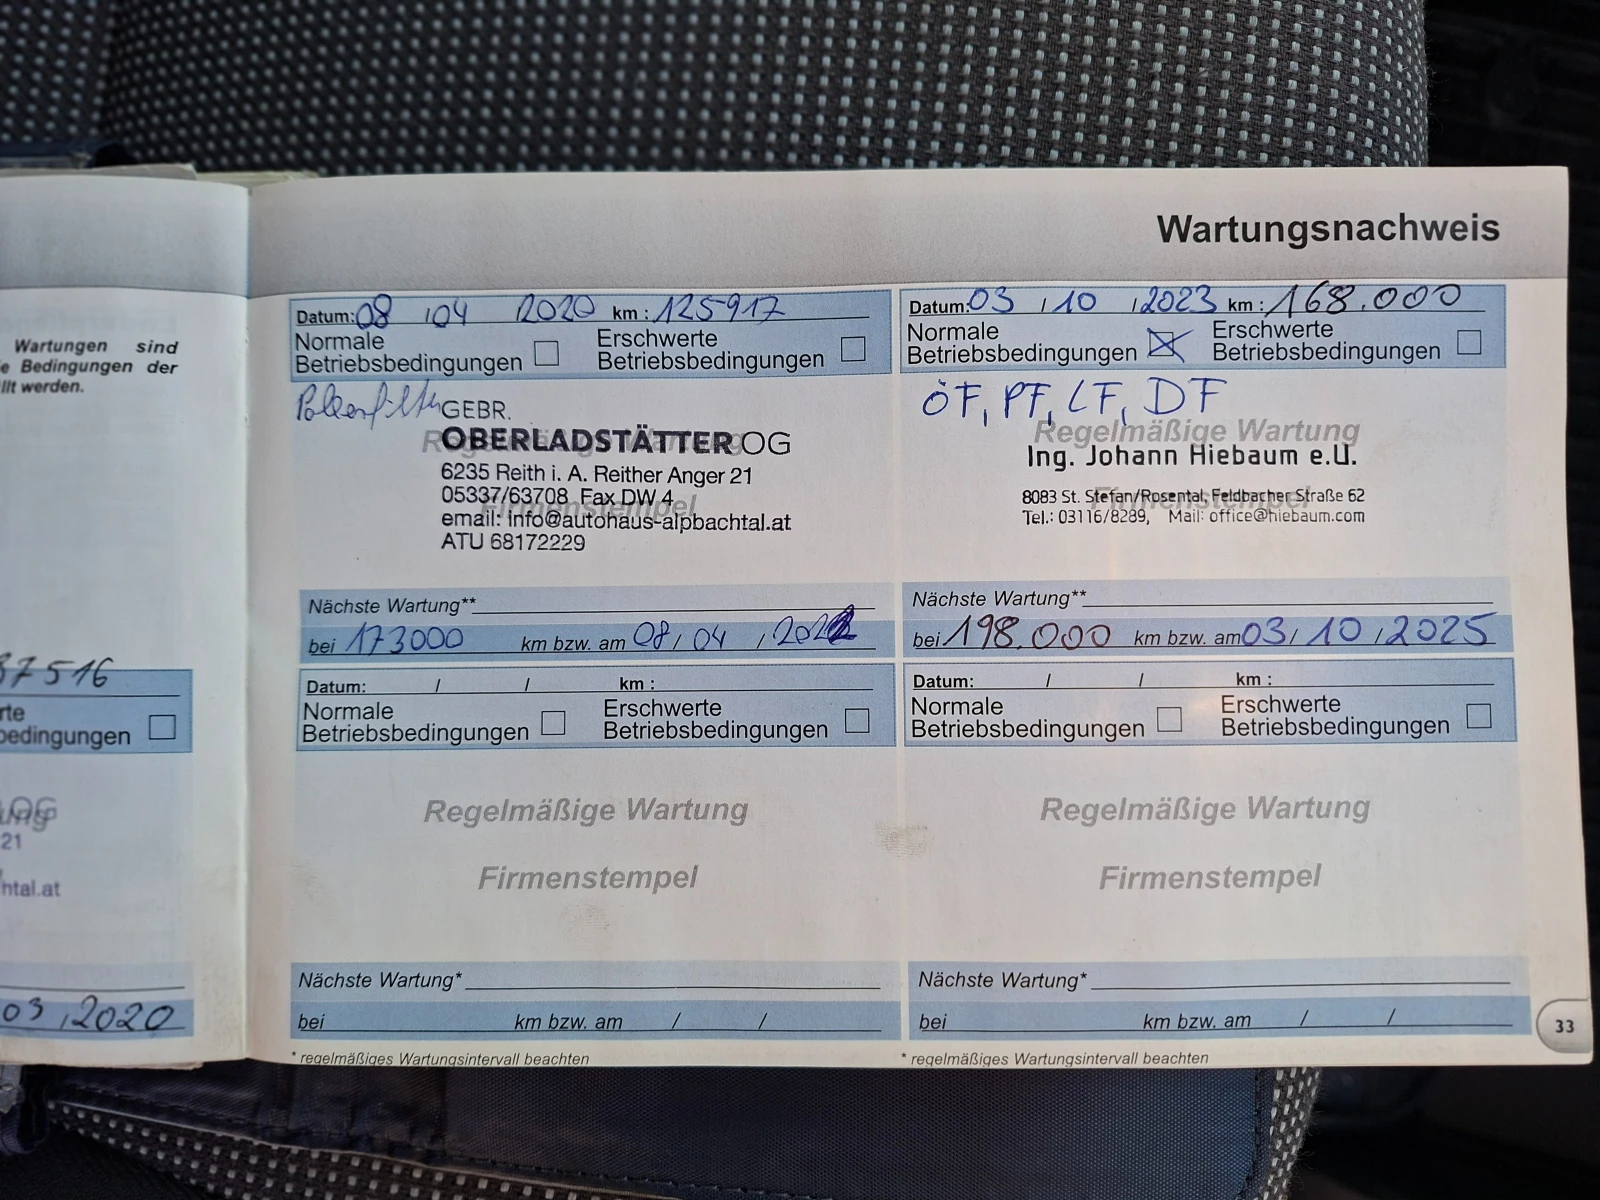 Wartungsnachweis
Wartungen sind
e Bedingungen der
llt werden.
37516
rte
bedingungen
21
ntal.at
03,2020
Datum: 08 / 04 2020 km : 125917
Normale
Betriebsbedingungen
Erschwerte
Betriebsbedingungen
Pollenfilter
GEBR.
OBERLADSTÄTTER OG
Regelmäßige Wartung
6235 Reith i. A. Reither Anger 21
05337/63708 Fax DW 4
Firmenstempel
email: info@autohaus-alpbachtal.at
ATU 68172229
Nächste Wartung**
bei 173000 km bzw. am 08 / 04 / 2022
Datum: / / km :
Normale
Betriebsbedingungen
Erschwerte
Betriebsbedingungen
Regelmäßige Wartung
Firmenstempel
Nächste Wartung*
bei km bzw. am / /
* regelmäßiges Wartungsintervall beachten
Datum: 03 / 10 / 2023 km : 168.000
Normale
Betriebsbedingungen
Erschwerte
Betriebsbedingungen
ÖF, PF, LF, DF
Regelmäßige Wartung
Ing. Johann Hiebaum e.U.
8083 St. Stefan/Rosental, Feldbacher Straße 62
Firmenstempel
Tel.: 03116/8289, Mail: office@hiebaum.com
Nächste Wartung**
bei 198.000 km bzw. am 03 / 10 / 2025
Datum: / / km :
Normale
Betriebsbedingungen
Erschwerte
Betriebsbedingungen
Regelmäßige Wartung
Firmenstempel
Nächste Wartung*
bei km bzw. am / /
* regelmäßiges Wartungsintervall beachten
33